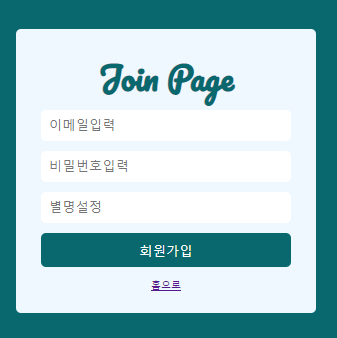 Join Page
이메일입력
비밀번호입력
별명설정
회원가입
홈으로